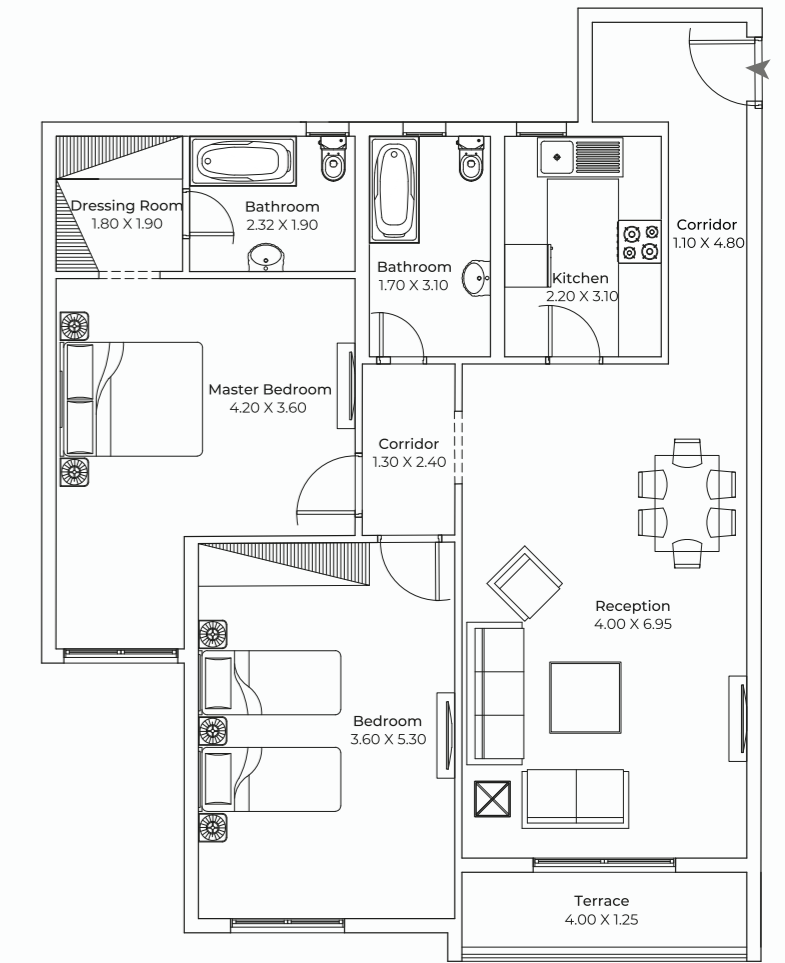 Dressing Room
1.80 X 1.90
Bathroom
2.32 X 1.90
Corridor
1.10 X 4.80
Bathroom
1.70 X 3.10
Kitchen
2.20 X 3.10
Master Bedroom
4.20 X 3.60
Corridor
1.30 X 2.40
Reception
4.00 X 6.95
Bedroom
3.60 X 5.30
Terrace
4.00 X 1.25